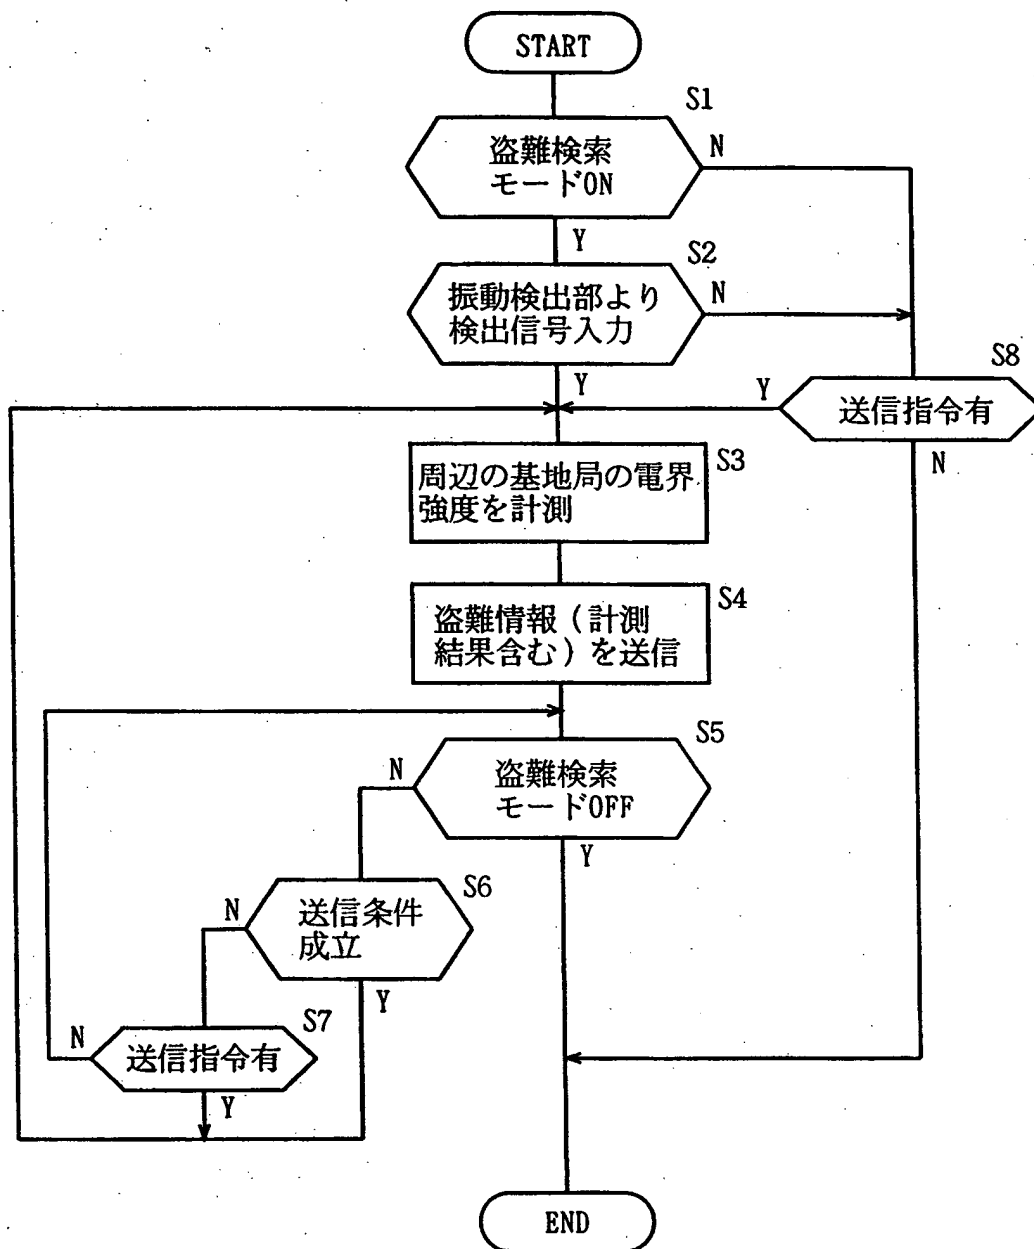 START
S1
盗難検索
モードON
N
Y
S2
振動検出部より
検出信号入力
N
Y
S8
送信指令有
Y
N
S3
周辺の基地局の電界
強度を計測
S4
盗難情報(計測
結果含む)を送信
S5
盗難検索
モードOFF
N
Y
S6
送信条件
成立
N
Y
S7
送信指令有
N
Y
END